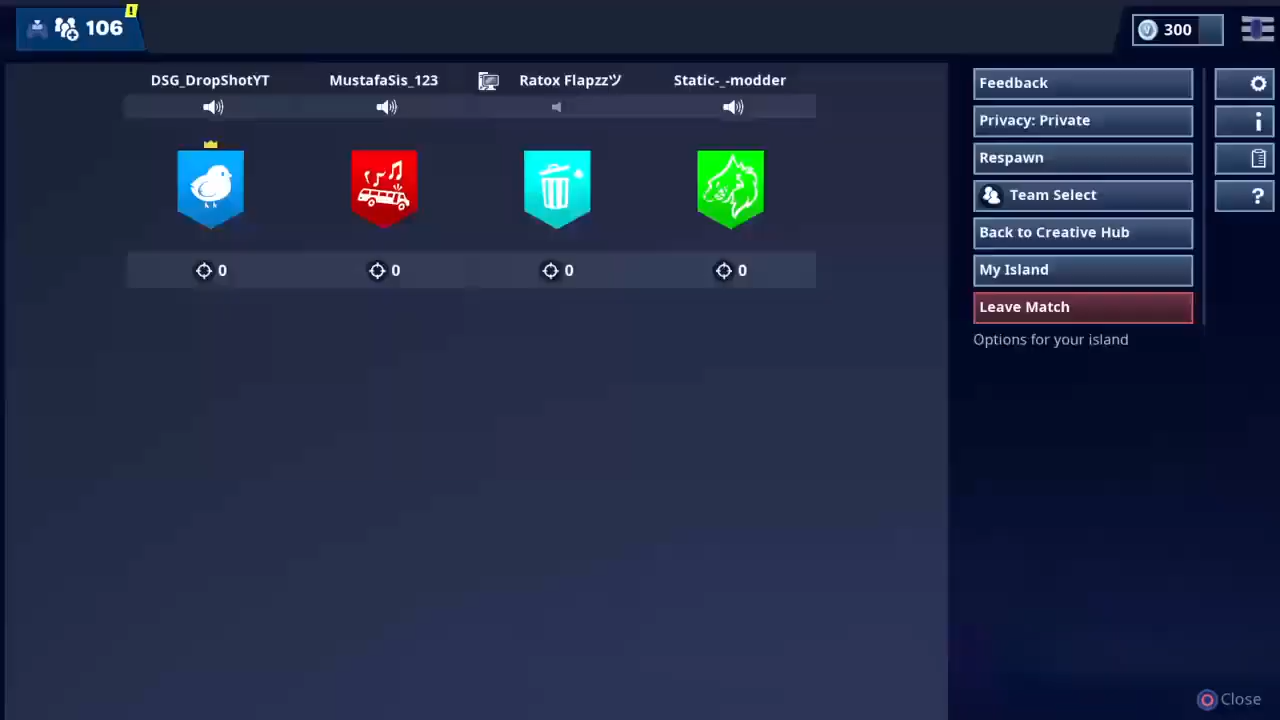 106
!
300
DSG_DropShotYT MustafaSis_123 Ratox Flapzzツ Static-_-modder
0 0 0 0
Feedback
Privacy: Private
Respawn
Team Select
Back to Creative Hub
My Island
Leave Match
Options for your island
i
?
Close